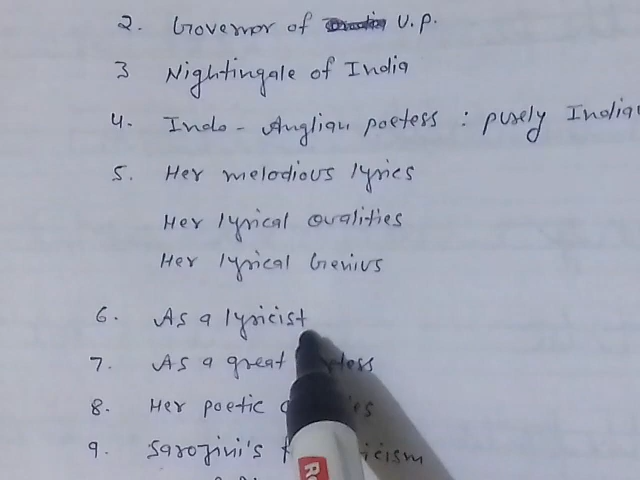 2. Governor of U.P.
3 Nightingale of India
4. Indo-Anglian poetess : purely
5. Her melodious lyrics
Her lyrical Qualities
Her lyrical Genius
6. As a lyricist
7. As a great
8. Her poetic
9. Sarojini's